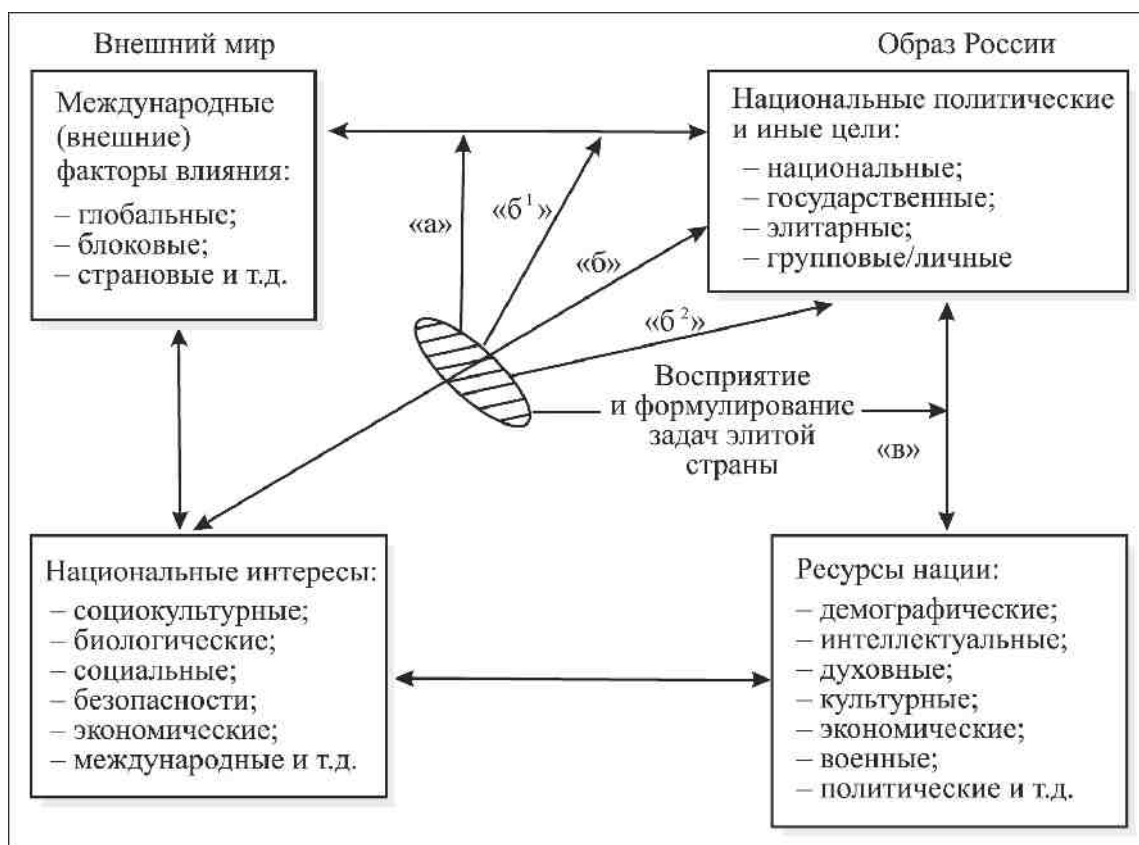 Внешний мир
Образ России
Международные
(внешние)
факторы влияния:
– глобальные;
– блоковые;
– страновые и т.д.
Национальные политические
и иные цели:
– национальные;
– государственные;
– элитарные;
– групповые/личные
«а»
«б¹»
«б»
«б²»
Восприятие
и формулирование
задач элитой
страны
«в»
Национальные интересы:
– социокультурные;
– биологические;
– социальные;
– безопасности;
– экономические;
– международные и т.д.
Ресурсы нации:
– демографические;
– интеллектуальные;
– духовные;
– культурные;
– экономические;
– военные;
– политические и т.д.